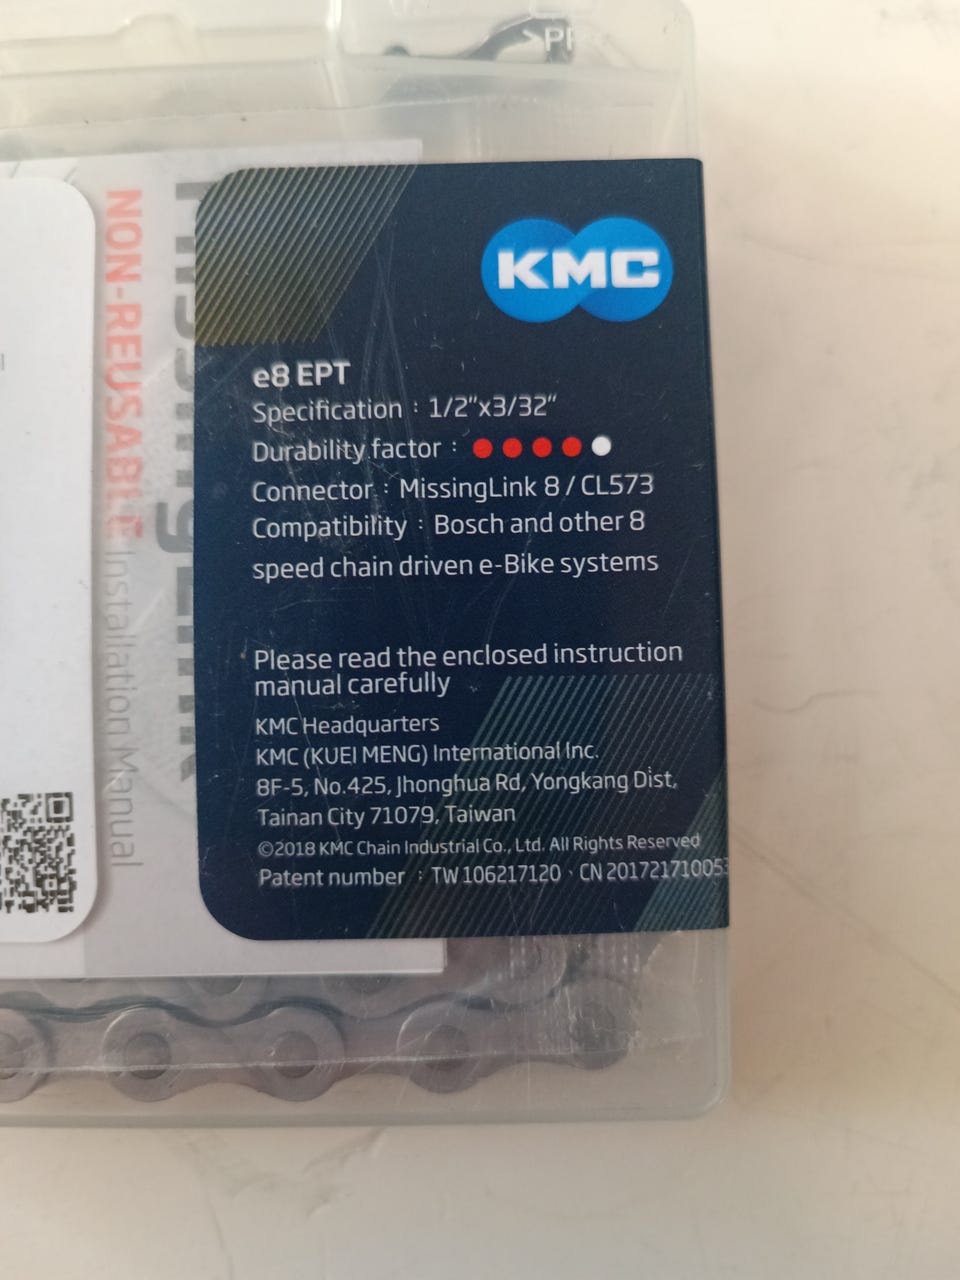 >PP
KMC
e8 EPT
Specification : 1/2"x3/32"
Durability factor :
Connector : MissingLink 8 / CL573
Compatibility : Bosch and other 8
speed chain driven e-Bike systems
Please read the enclosed instruction
manual carefully
KMC Headquarters
KMC (KUEI MENG) International Inc.
8F-5, No.425, Jhonghua Rd, Yongkang Dist,
Tainan City 71079, Taiwan
©2018 KMC Chain Industrial Co., Ltd. All Rights Reserved
Patent number : TW 106217120、CN 20172171005
NON-REUSABLE Installation Manual